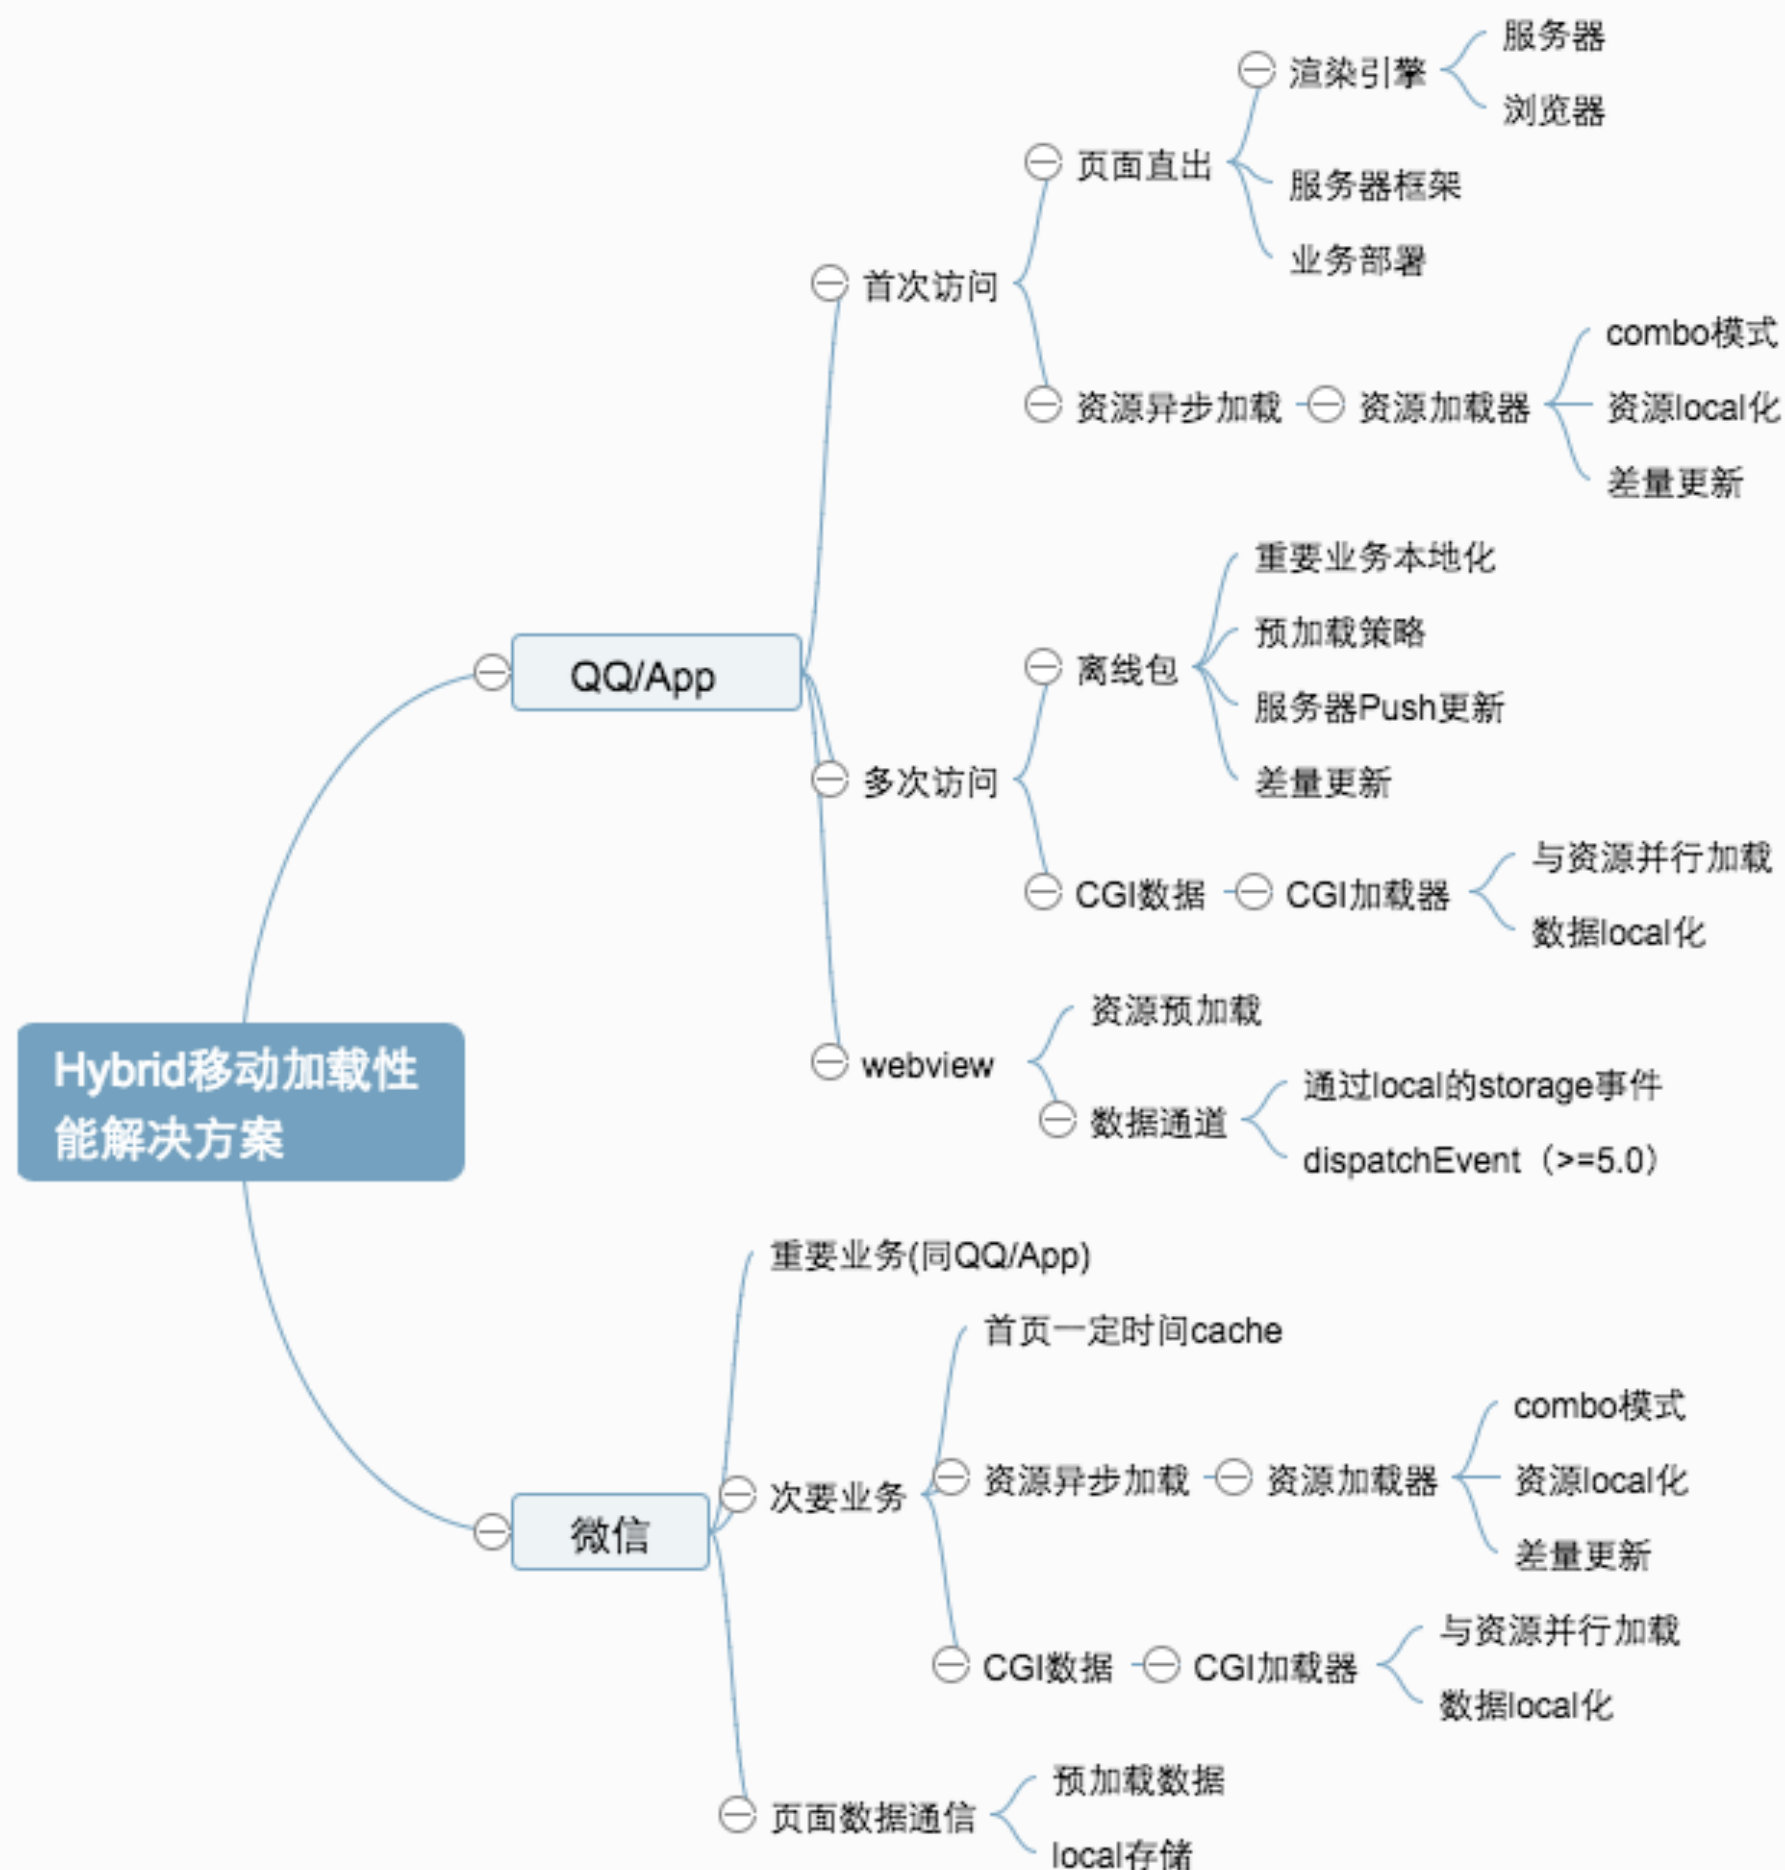 Hybrid移动加载性
能解决方案
QQ/App
首次访问
页面直出
渲染引擎
服务器
浏览器
服务器框架
业务部署
资源异步加载
资源加载器
combo模式
资源local化
差量更新
多次访问
离线包
重要业务本地化
预加载策略
服务器Push更新
差量更新
CGI数据
CGI加载器
与资源并行加载
数据local化
webview
资源预加载
数据通道
通过local的storage事件
dispatchEvent（>=5.0）
微信
重要业务(同QQ/App)
次要业务
首页一定时间cache
资源异步加载
资源加载器
combo模式
资源local化
差量更新
CGI数据
CGI加载器
与资源并行加载
数据local化
页面数据通信
预加载数据
local存储